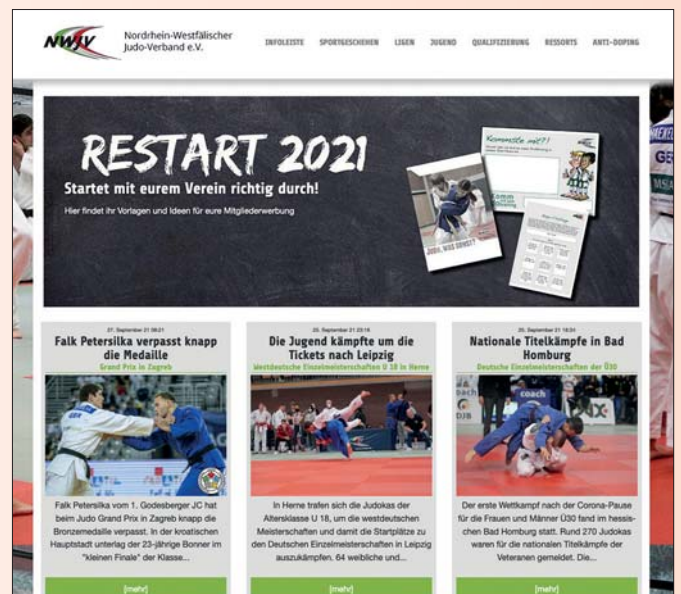 NWJV
Nordrhein-Westfälischer
Judo-Verband e.V.
INFOLEISTE SPORTGESCHEHEN LIGEN JUGEND QUALIFIZIERUNG RESSORTS ANTI-DOPING
RESTART 2021
Startet mit eurem Verein richtig durch!
Hier findet ihr Vorlagen und Ideen für eure Mitgliederwerbung
Kommste mit?!
JUDO, WAS SONST?
27. September 21 09:21
Falk Petersilka verpasst knapp
die Medaille
Grand Prix in Zagreb
Falk Petersilka vom 1. Godesberger JC hat
beim Judo Grand Prix in Zagreb knapp die
Bronzemedaille verpasst. In der kroatischen
Hauptstadt unterlag der 23-jährige Bonner im
"kleinen Finale" der Klasse...
[mehr]
Die Jugend kämpfte um die
Tickets nach Leipzig
Westdeutsche Einzelmeisterschaften U 18 in Herne
In Herne trafen sich die Judokas der
Altersklasse U 18, um die westdeutschen
Meisterschaften und damit die Startplätze zu
den Deutschen Einzelmeisterschaften in Leipzig
auszukämpfen. 64 weibliche und...
[mehr]
Nationale Titelkämpfe in Bad
Homburg
Deutsche Einzelmeisterschaften der Ü30
coach
DJB
Der erste Wettkampf nach der Corona-Pause
für die Frauen und Männer Ü30 fand im hessis-
chen Bad Homburg statt. Rund 270 Judokas
waren für die nationalen Titelkämpfe der
Veteranen gemeldet. Die...
[mehr]